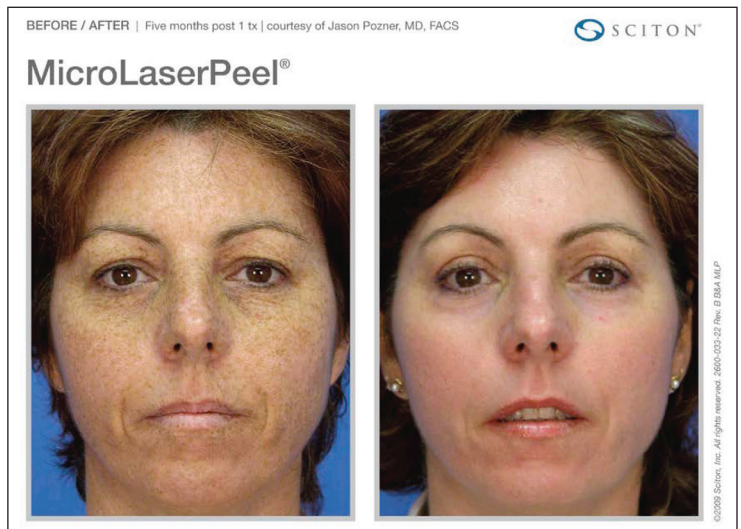 BEFORE / AFTER | Five months post 1 tx | courtesy of Jason Pozner, MD, FACS
SCITON®
MicroLaserPeel®
©2009 Sciton, Inc. All rights reserved. 2600-033-22 Rev. B B&A MLP